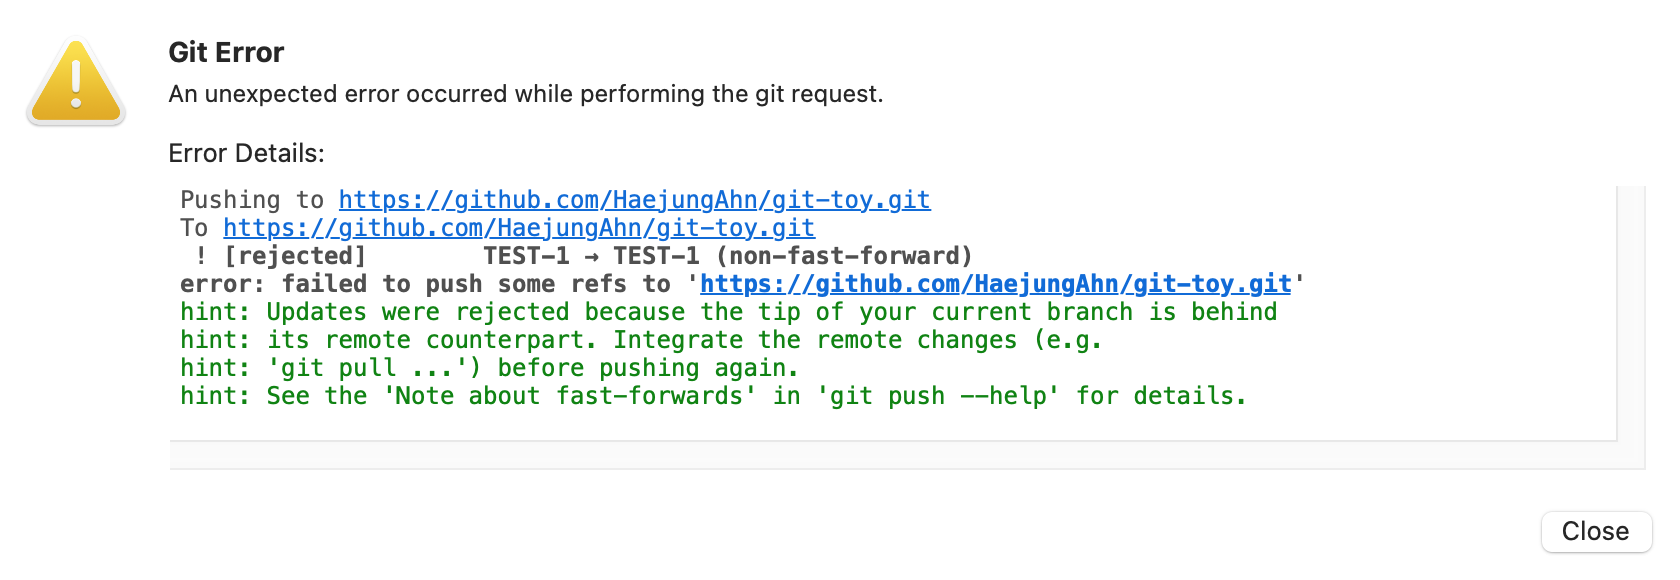 Git Error
An unexpected error occurred while performing the git request.
Error Details:
Pushing to https://github.com/HaejungAhn/git-toy.git
To https://github.com/HaejungAhn/git-toy.git
 ! [rejected]        TEST-1 → TEST-1 (non-fast-forward)
error: failed to push some refs to 'https://github.com/HaejungAhn/git-toy.git'
hint: Updates were rejected because the tip of your current branch is behind
hint: its remote counterpart. Integrate the remote changes (e.g.
hint: 'git pull ...') before pushing again.
hint: See the 'Note about fast-forwards' in 'git push --help' for details.
Close